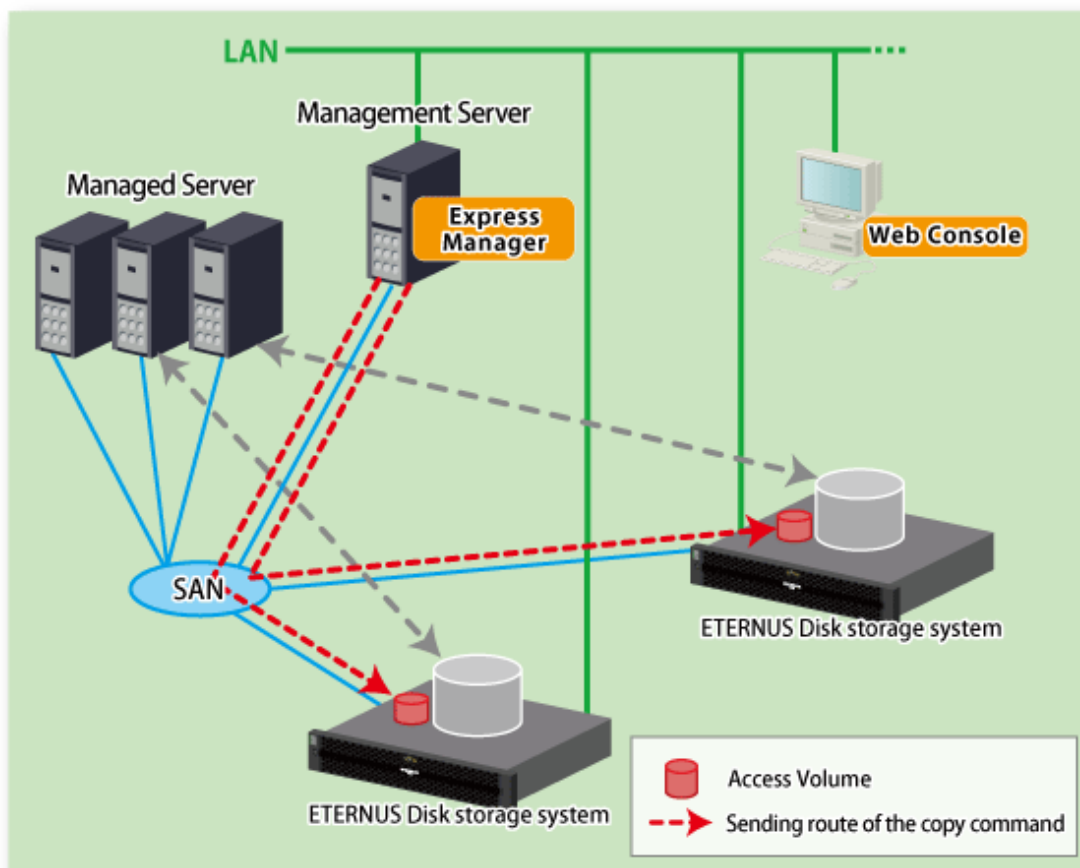 LAN
Management Server
Managed Server
Express
Manager
Web Console
SAN
ETERNUS Disk storage system
ETERNUS Disk storage system
Access Volume
Sending route of the copy command